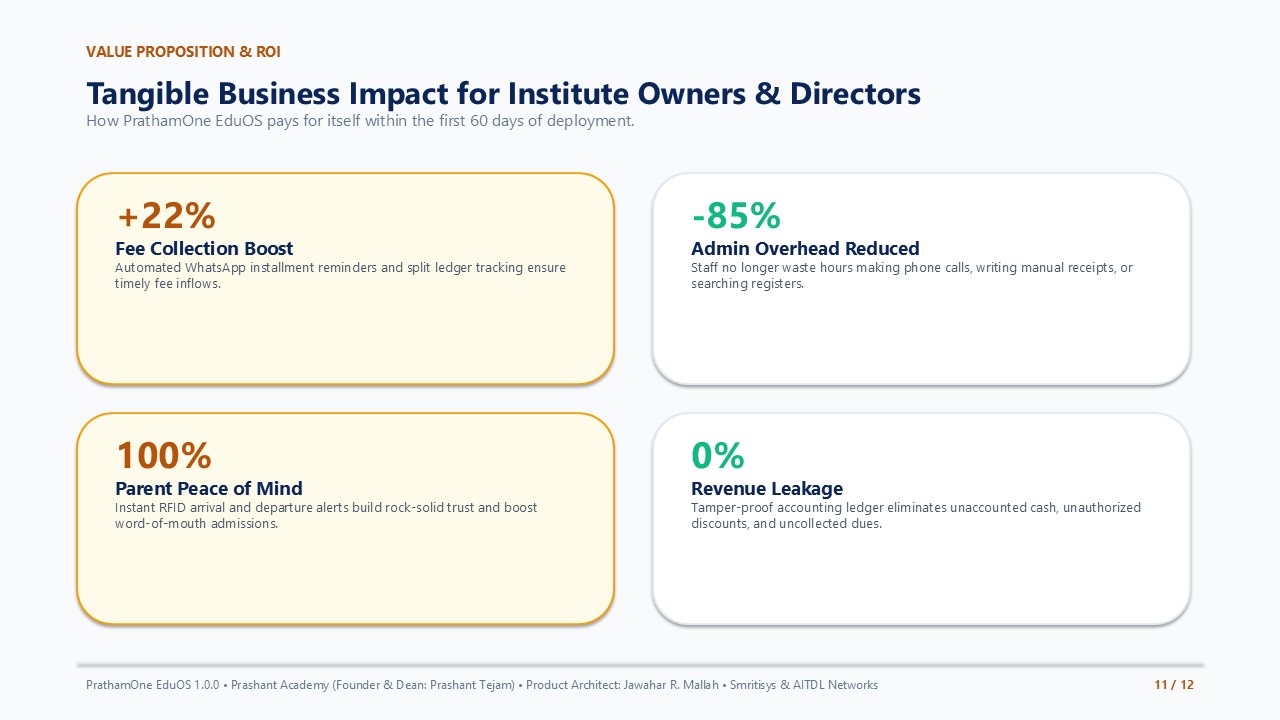 VALUE PROPOSITION & ROI
Tangible Business Impact for Institute Owners & Directors
How PrathamOne EduOS pays for itself within the first 60 days of deployment.
+22%
Fee Collection Boost
Automated WhatsApp installment reminders and split ledger tracking ensure
timely fee inflows.
-85%
Admin Overhead Reduced
Staff no longer waste hours making phone calls, writing manual receipts, or
searching registers.
100%
Parent Peace of Mind
Instant RFID arrival and departure alerts build rock-solid trust and boost
word-of-mouth admissions.
0%
Revenue Leakage
Tamper-proof accounting ledger eliminates unaccounted cash, unauthorized
discounts, and uncollected dues.
PrathamOne EduOS 1.0.0 • Prashant Academy (Founder & Dean: Prashant Tejam) • Product Architect: Jawahar R. Mallah • Smritisys & AITDL Networks
11 / 12